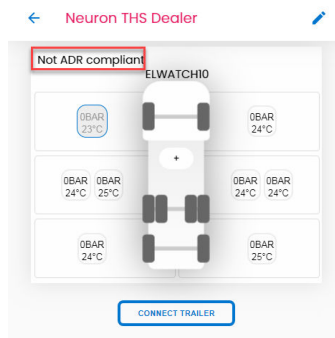 Neuron THS Dealer
Not ADR compliant
ELWATCH10
0BAR 0BAR
23°C 24°C
+
0BAR 0BAR 0BAR 0BAR
24°C 25°C 24°C 24°C
0BAR 0BAR
24°C 25°C
CONNECT TRAILER